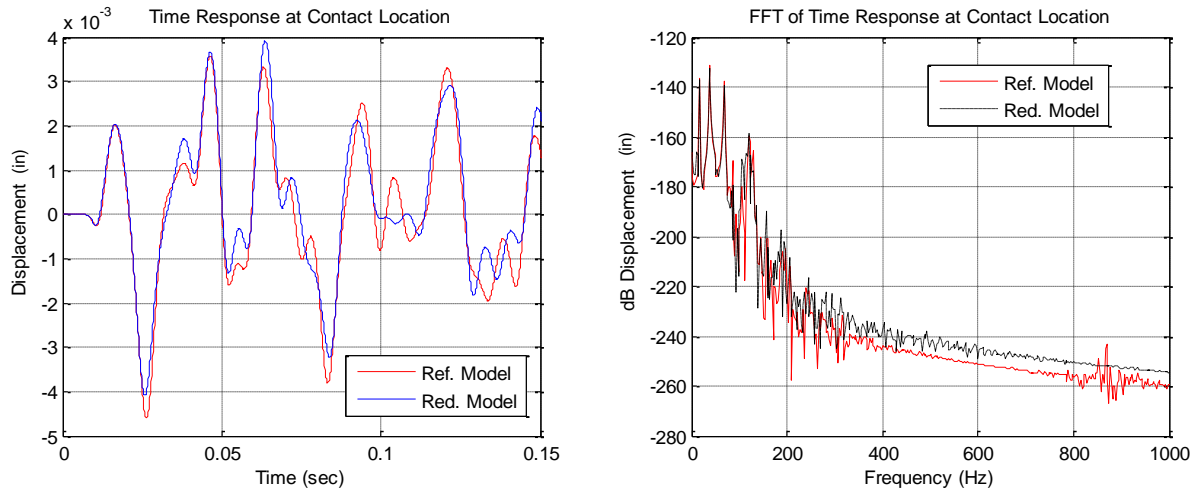 Time Response at Contact Location
x 10-3
4
3
2
1
0
-1
-2
-3
-4
-5
Displacement (in)
0
0.05
0.1
0.15
Time (sec)
Ref. Model
Red. Model
FFT of Time Response at Contact Location
-120
-140
-160
-180
-200
-220
-240
-260
-280
dB Displacement (in)
0
200
400
600
800
1000
Frequency (Hz)
Ref. Model
Red. Model